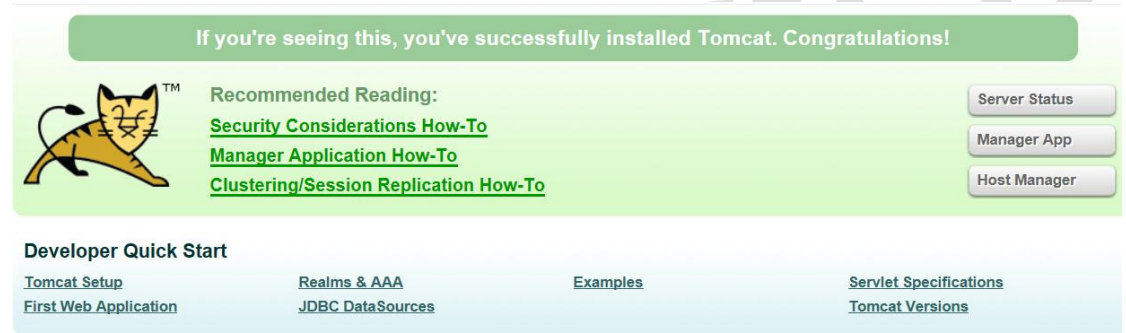 If you're seeing this, you've successfully installed Tomcat. Congratulations!
TM
Recommended Reading:
Security Considerations How-To
Manager Application How-To
Clustering/Session Replication How-To
Server Status
Manager App
Host Manager
Developer Quick Start
Tomcat Setup
First Web Application
Realms & AAA
JDBC DataSources
Examples
Servlet Specifications
Tomcat Versions